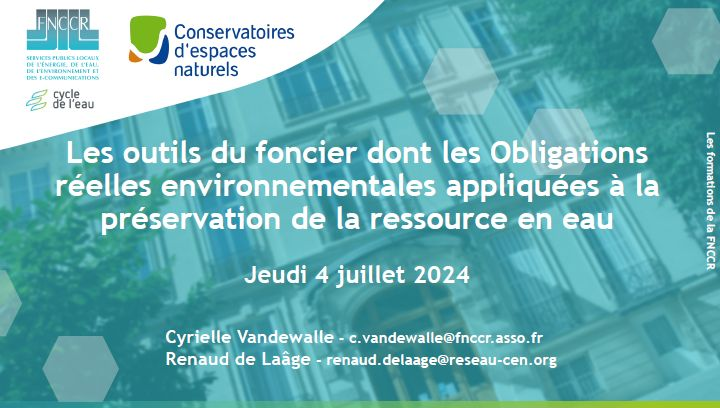 FNCCR
SERVICES PUBLICS LOCAUX
DE L'ÉNERGIE, DE L'EAU,
DE L'ENVIRONNEMENT ET
DES E-COMMUNICATIONS
cycle
de l'eau
Conservatoires
d'espaces
naturels
Les outils du foncier dont les Obligations
réelles environnementales appliquées à la
préservation de la ressource en eau
Jeudi 4 juillet 2024
Cyrielle Vandewalle - c.vandewalle@fnccr.asso.fr
Renaud de Laâge - renaud.delaage@reseau-cen.org
Les formations de la FNCCR